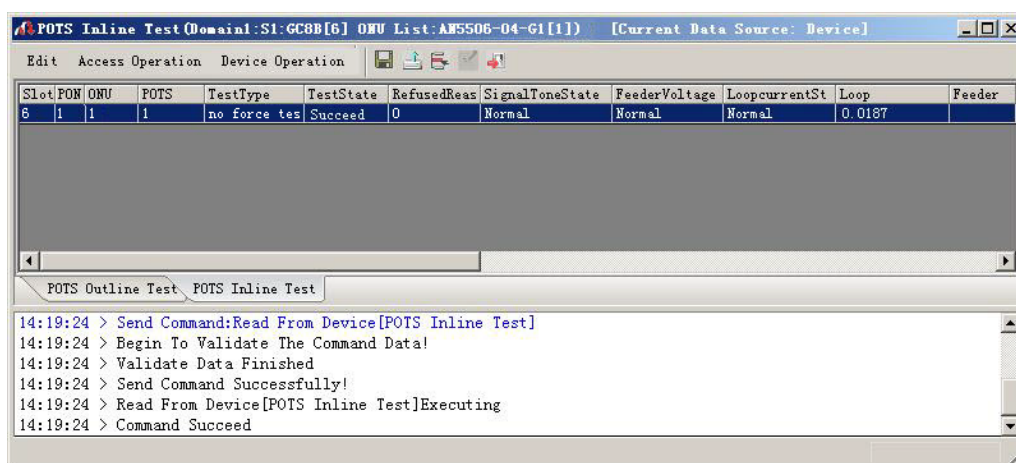 POTS Inline Test(Domain1:S1:GC8B[6] ONU List:AN5506-04-G1[1]) [Current Data Source: Device]
Edit Access Operation Device Operation
Slot PON ONU POTS TestType TestState RefusedReas SignalToneState FeederVoltage LoopcurrentSt Loop Feeder
6 1 1 1 no force tes Succeed 0 Normal Normal Normal 0.0187
POTS Outline Test POTS Inline Test
14:19:24 > Send Command:Read From Device[POTS Inline Test]
14:19:24 > Begin To Validate The Command Data!
14:19:24 > Validate Data Finished
14:19:24 > Send Command Successfully!
14:19:24 > Read From Device[POTS Inline Test]Executing
14:19:24 > Command Succeed